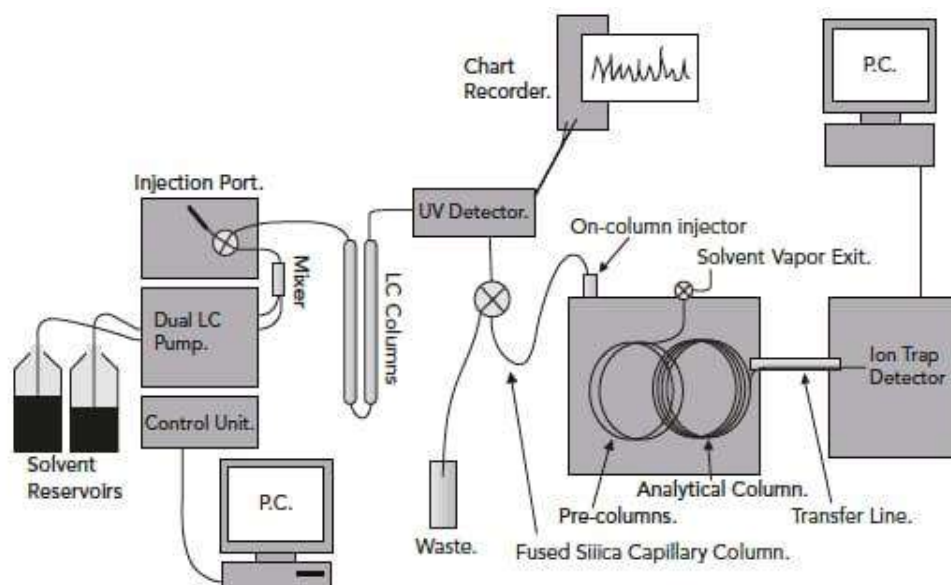 Chart
Recorder.
P.C.
Injection Port.
UV Detector.
On-column injector
Solvent Vapor Exit.
Mixer
LC Columns
Dual LC
Pump.
Ion Trap
Detector
Control Unit.
Solvent
Reservoirs
P.C.
Waste.
Analytical Column.
Pre-columns.
Transfer Line.
Fused Siiica Capillary Column.